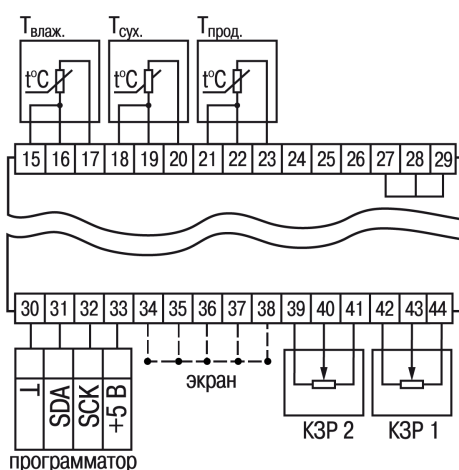 Tвлаж. Tсух. Tпрод.
t°C t°C t°C
15 16 17 18 19 20 21 22 23 24 25 26 27 28 29
30 31 32 33 34 35 36 37 38 39 40 41 42 43 44
⊥ SDA SCK +5 В
экран
КЗР 2 КЗР 1
программатор